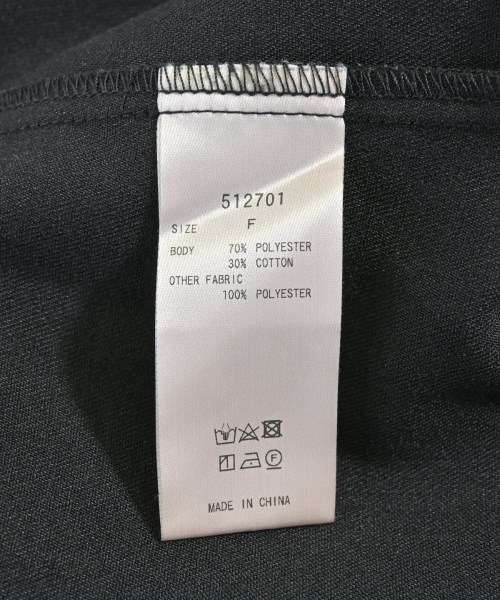 512701
SIZE F
BODY 70% POLYESTER
30% COTTON
OTHER FABRIC
100% POLYESTER
F
MADE IN CHINA